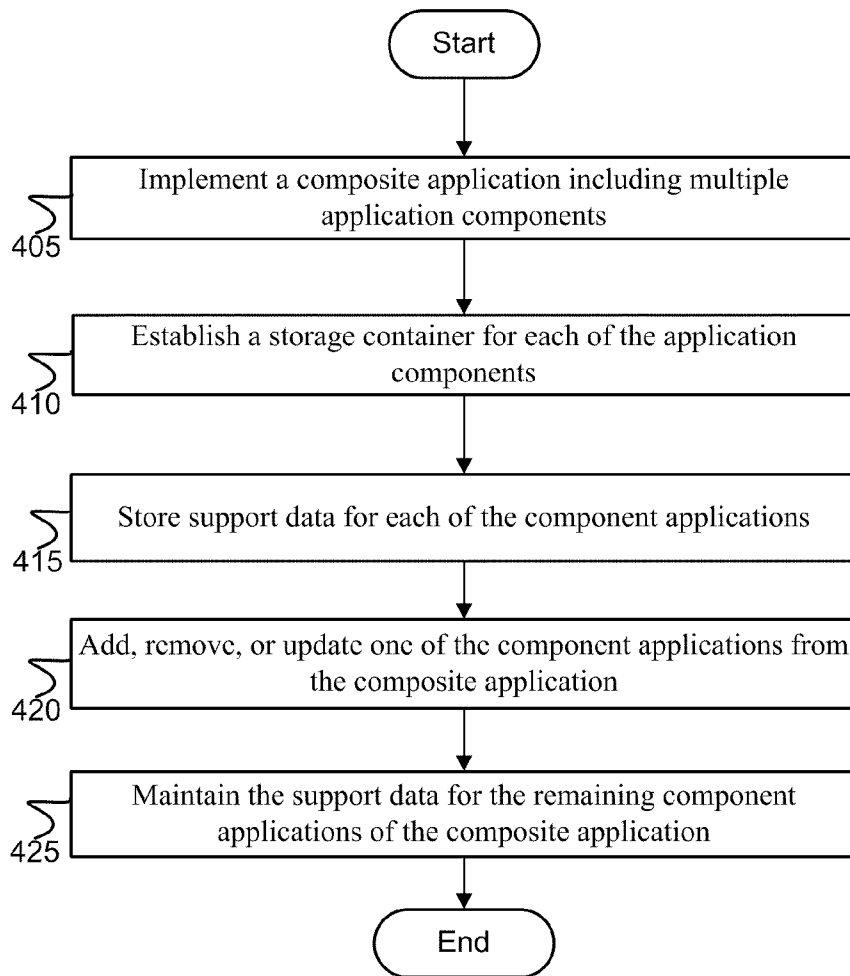 Start
Implement a composite application including multiple
application components
405
Establish a storage container for each of the application
components
410
Store support data for each of the component applications
415
Add, remove, or update one of the component applications from
the composite application
420
Maintain the support data for the remaining component
applications of the composite application
425
End